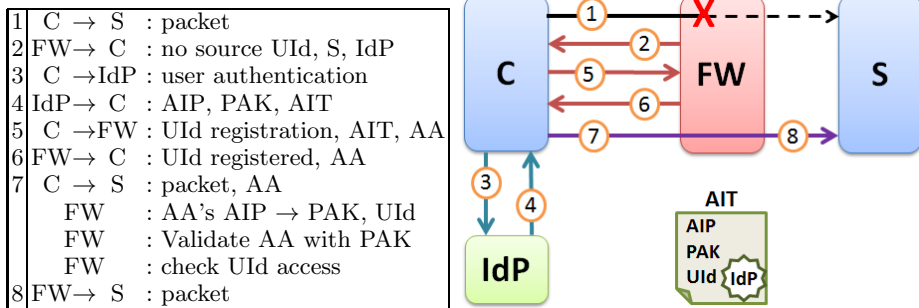 1 C → S : packet
2 FW→ C : no source UId, S, IdP
3 C →IdP : user authentication
4 IdP→ C : AIP, PAK, AIT
5 C →FW : UId registration, AIT, AA
6 FW→ C : UId registered, AA
7 C → S : packet, AA
FW : AA's AIP → PAK, UId
FW : Validate AA with PAK
FW : check UId access
8 FW→ S : packet
1
X
2
C
5
FW
S
6
7
8
3
4
IdP
AIT
AIP
PAK
UId
IdP